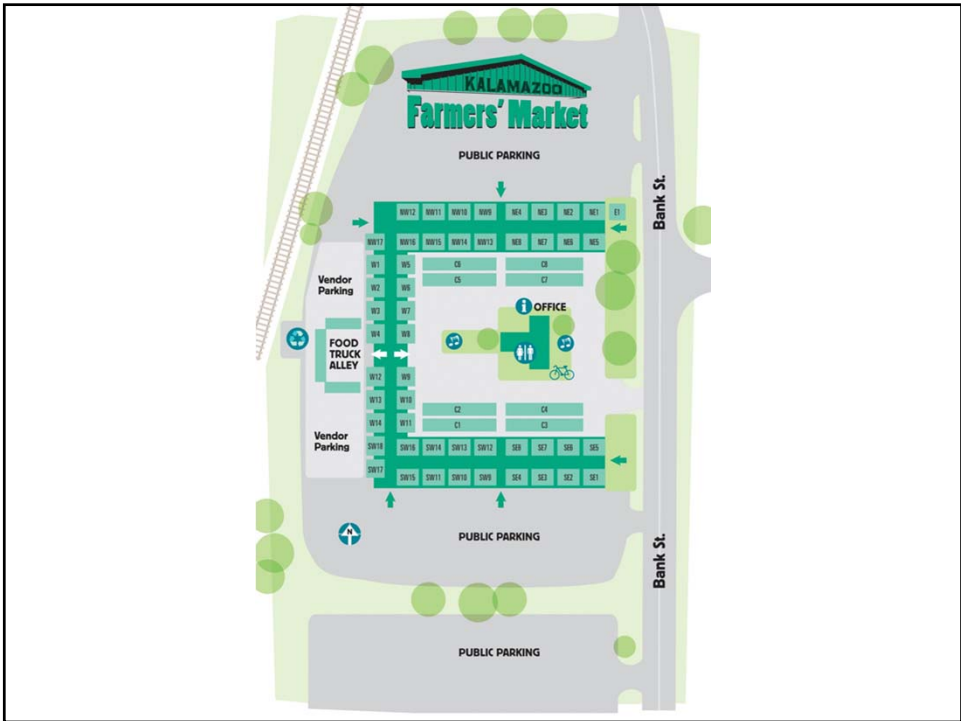 KALAMAZOO
Farmers' Market
PUBLIC PARKING
Bank St.
NW12 NW11 NW10 NW9 NE4 NE3 NE2 NE1 E1
NW17 NW16 NW15 NW14 NW13 NE8 NE7 NE6 NE5
W1 W5 C6 C8
C5 C7
Vendor
Parking
W2 W6
W3 W7
OFFICE
W4 W8
FOOD
TRUCK
ALLEY
W12 W9
W13 W10
C2 C4
W14 W11 C1 C3
Vendor
Parking
SW18 SW16 SW14 SW13 SW12 SE8 SE7 SE6 SE5
SW17 SW15 SW11 SW10 SW9 SE4 SE3 SE2 SE1
N
PUBLIC PARKING
Bank St.
PUBLIC PARKING